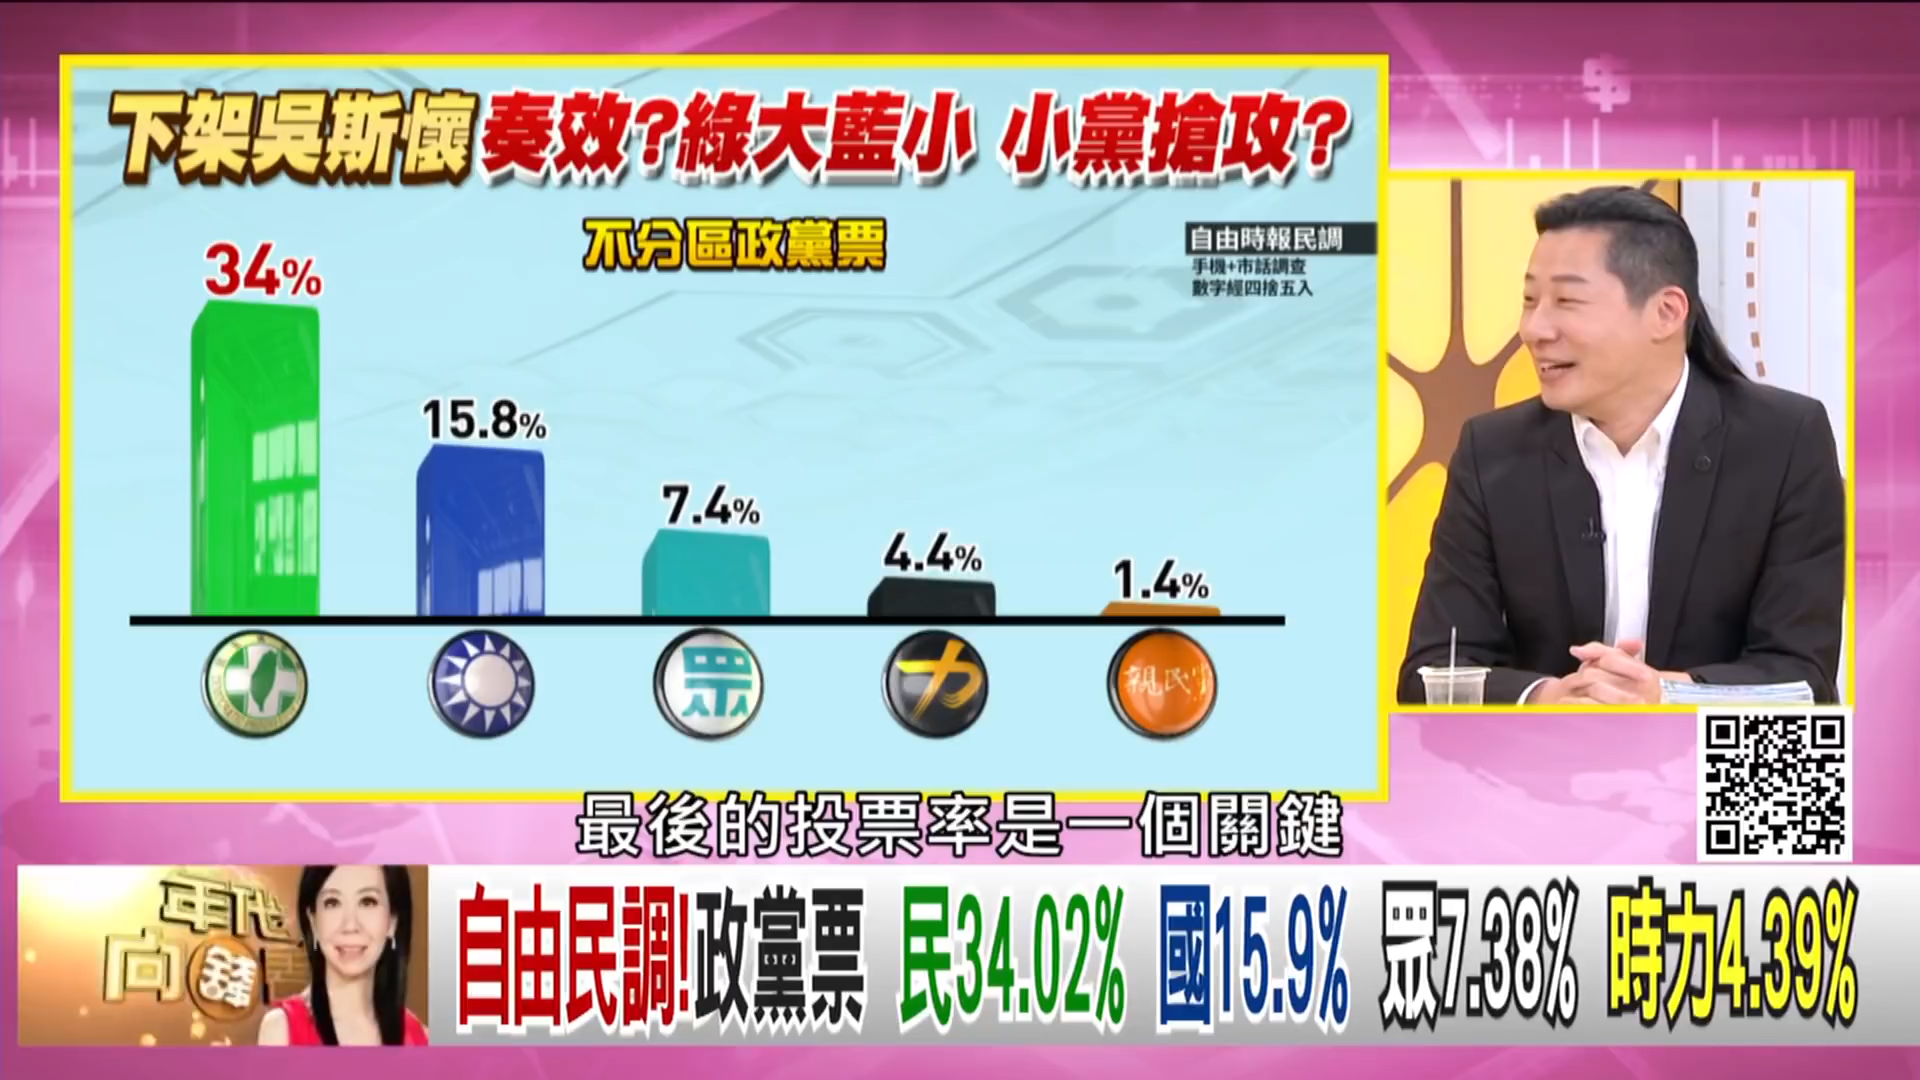 下架吳斯懷奏效?綠大藍小 小黨搶攻?
不分區政黨票
自由時報民調
手機+市話調查
數字經四捨五入
34%
15.8%
7.4%
4.4%
1.4%
眾
力
親民黨
最後的投票率是一個關鍵
年代向錢看
自由民調!政黨票 民34.02% 國15.9% 眾7.38% 時力4.39%